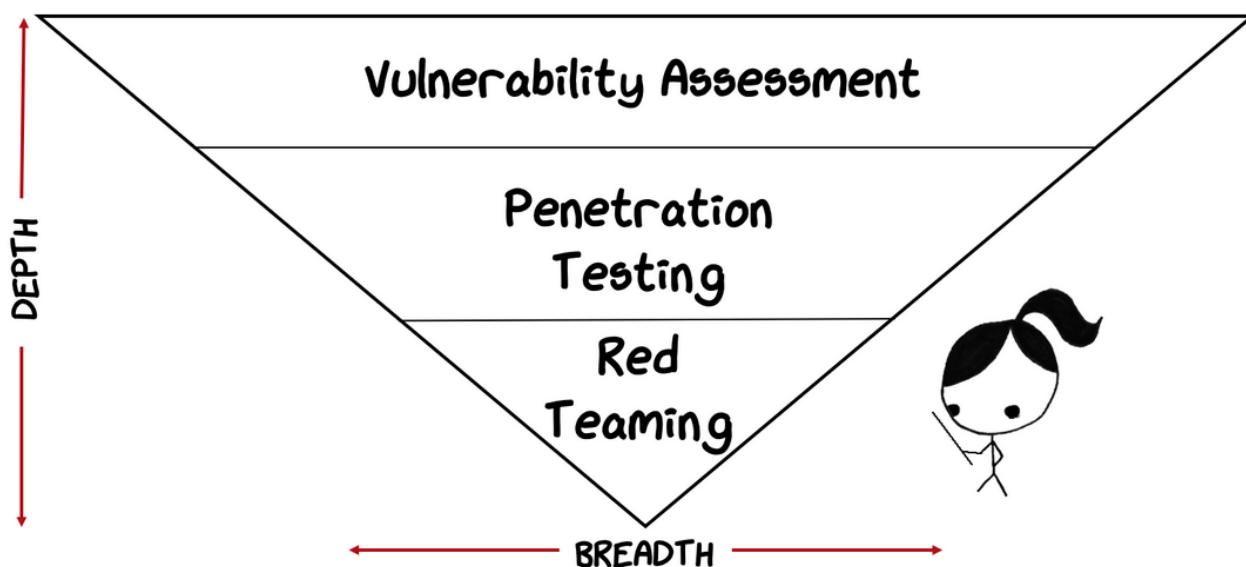 Vulnerability Assessment
Penetration
Testing
DEPTH
Red
Teaming
BREADTH